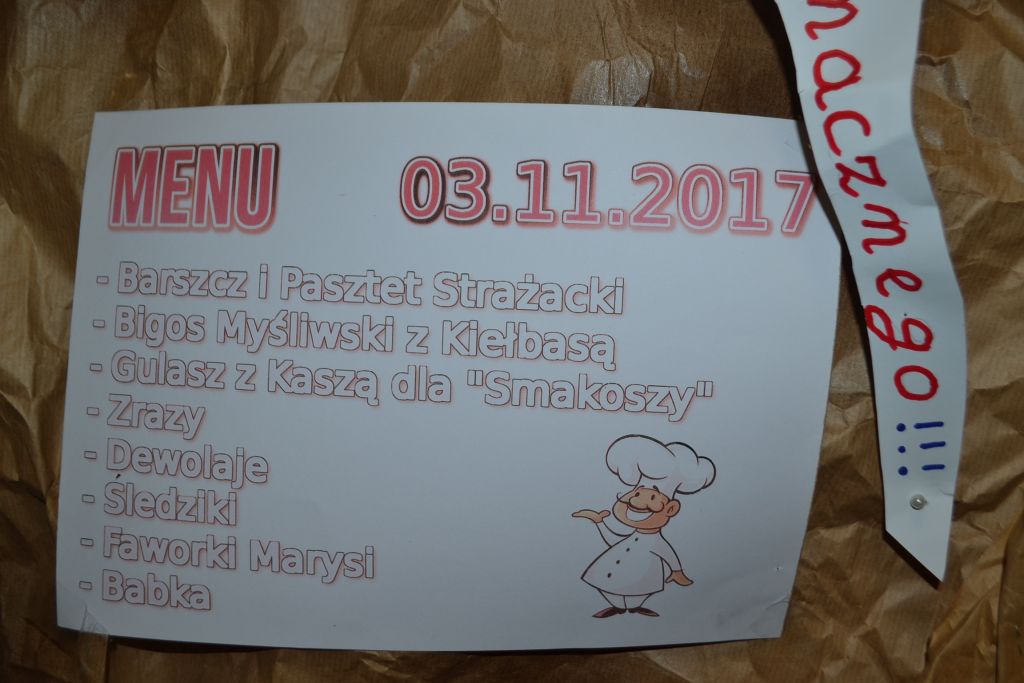 MENU 03.11.2017
- Barszcz i Pasztet Strażacki
- Bigos Myśliwski z Kiełbasą
- Gulasz z Kaszą dla "Smakoszy"
- Zrazy
- Dewolaje
- Śledziki
- Faworki Marysi
- Babka
macznego!!!